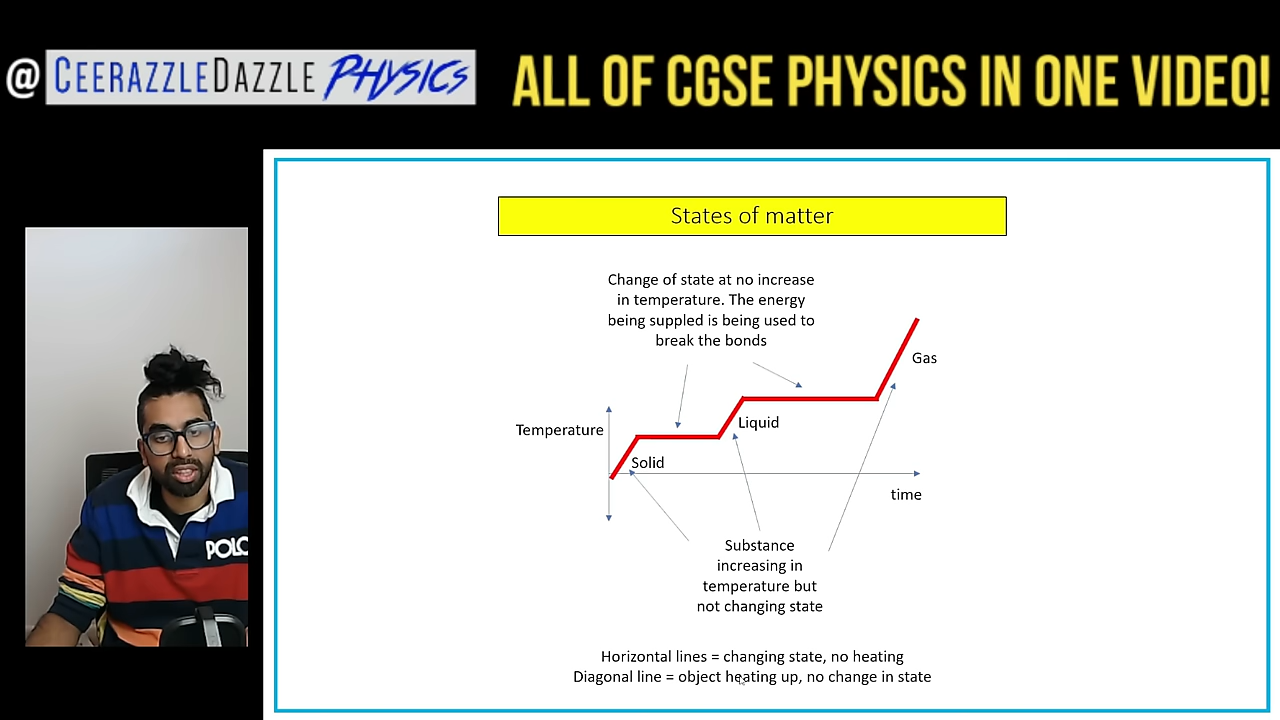 @ CEERAZZLEDAZZLE PHYSICS
ALL OF CGSE PHYSICS IN ONE VIDEO!
States of matter
Change of state at no increase
in temperature. The energy
being suppled is being used to
break the bonds
Gas
Liquid
Temperature
Solid
time
POLO
Substance
increasing in
temperature but
not changing state
Horizontal lines = changing state, no heating
Diagonal line = object heating up, no change in state